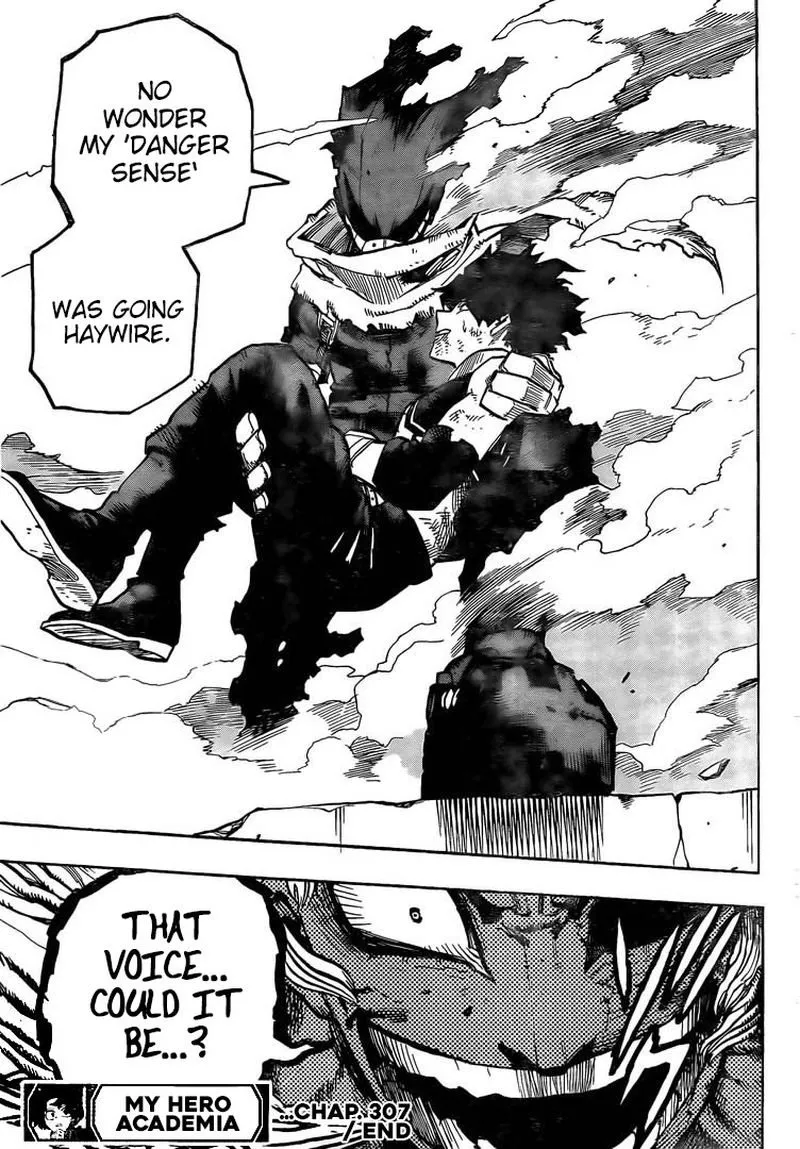 NO
WONDER
MY 'DANGER
SENSE'
WAS GOING
HAYWIRE.
THAT
VOICE...
COULD IT
BE...?
MY HERO
ACADEMIA
...CHAP. 307
/ END